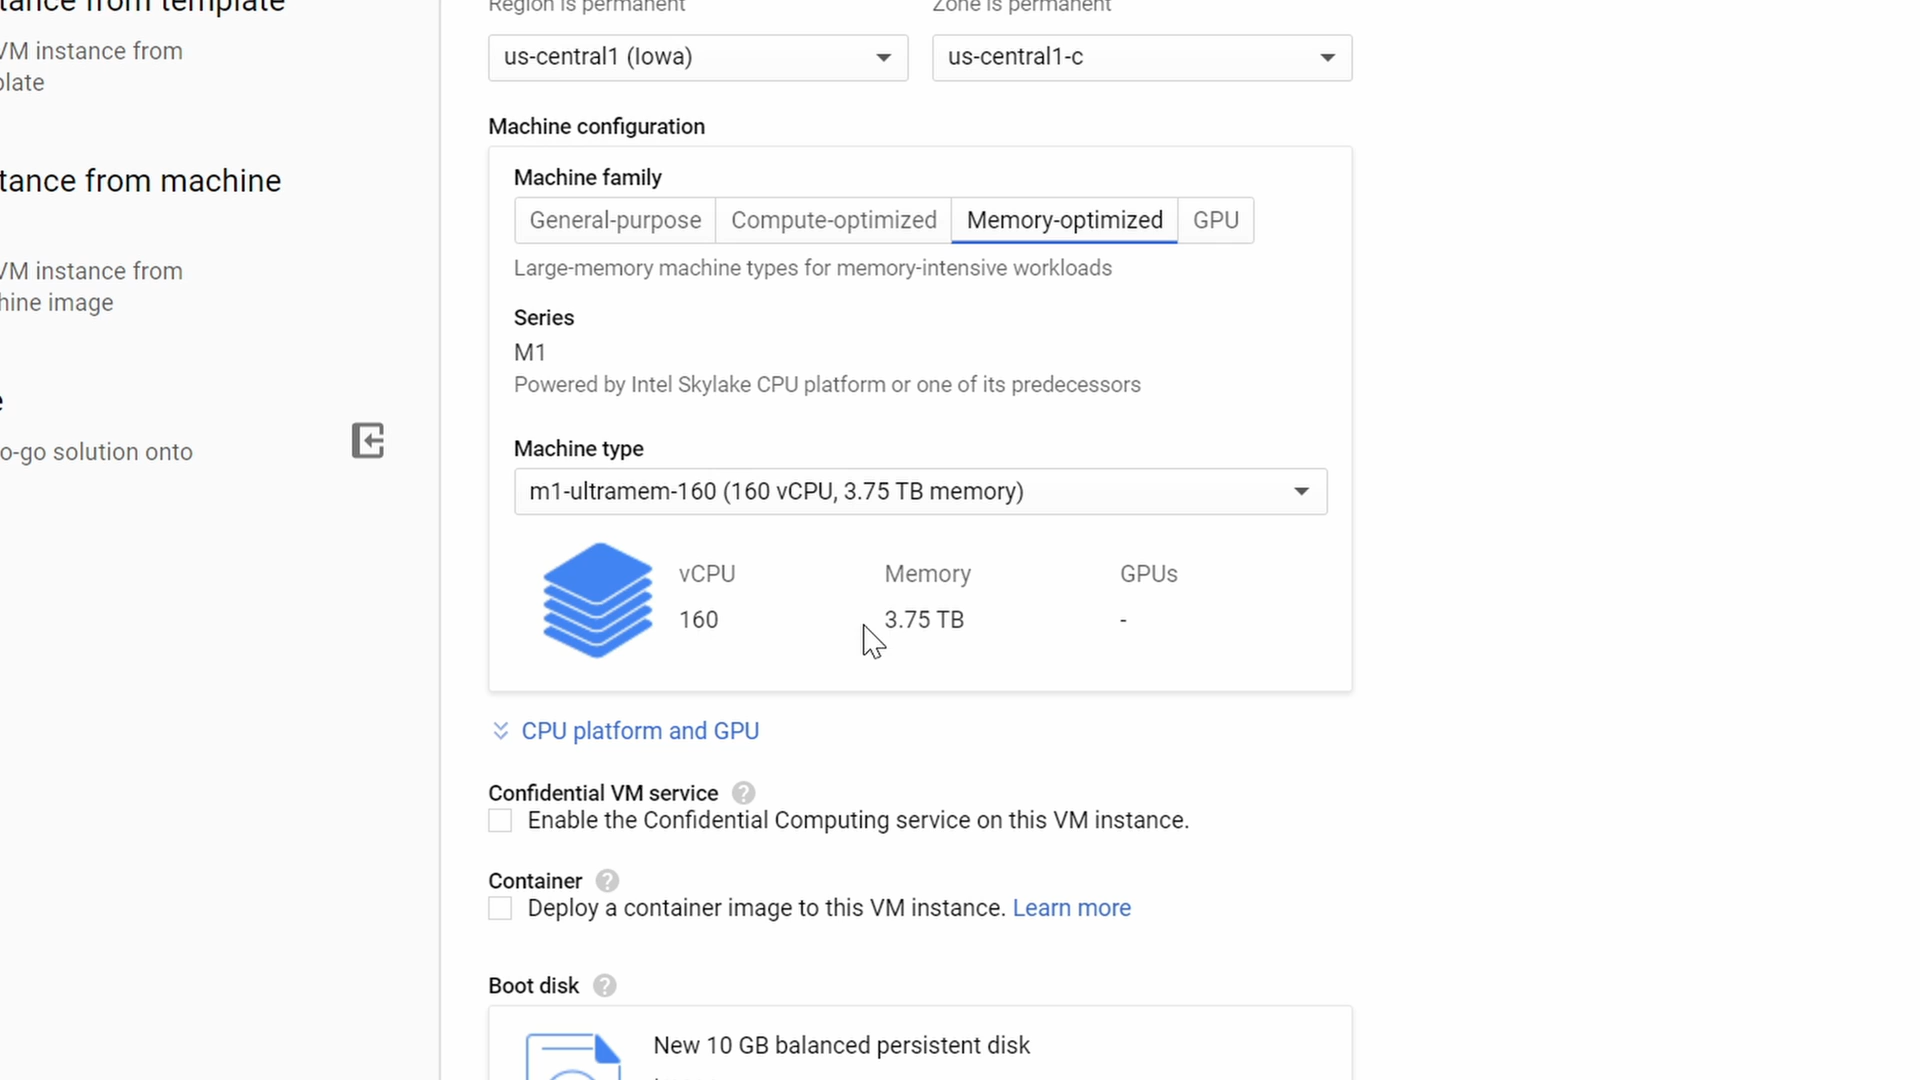 tance from template
VM instance from
plate
tance from machine
VM instance from
hine image
e
o-go solution onto
Region is permanent
Zone is permanent
us-central1 (Iowa)
us-central1-c
Machine configuration
Machine family
General-purpose
Compute-optimized
Memory-optimized
GPU
Large-memory machine types for memory-intensive workloads
Series
M1
Powered by Intel Skylake CPU platform or one of its predecessors
Machine type
m1-ultramem-160 (160 vCPU, 3.75 TB memory)
vCPU
Memory
GPUs
160
3.75 TB
-
CPU platform and GPU
Confidential VM service ?
Enable the Confidential Computing service on this VM instance.
Container ?
Deploy a container image to this VM instance. Learn more
Boot disk ?
New 10 GB balanced persistent disk